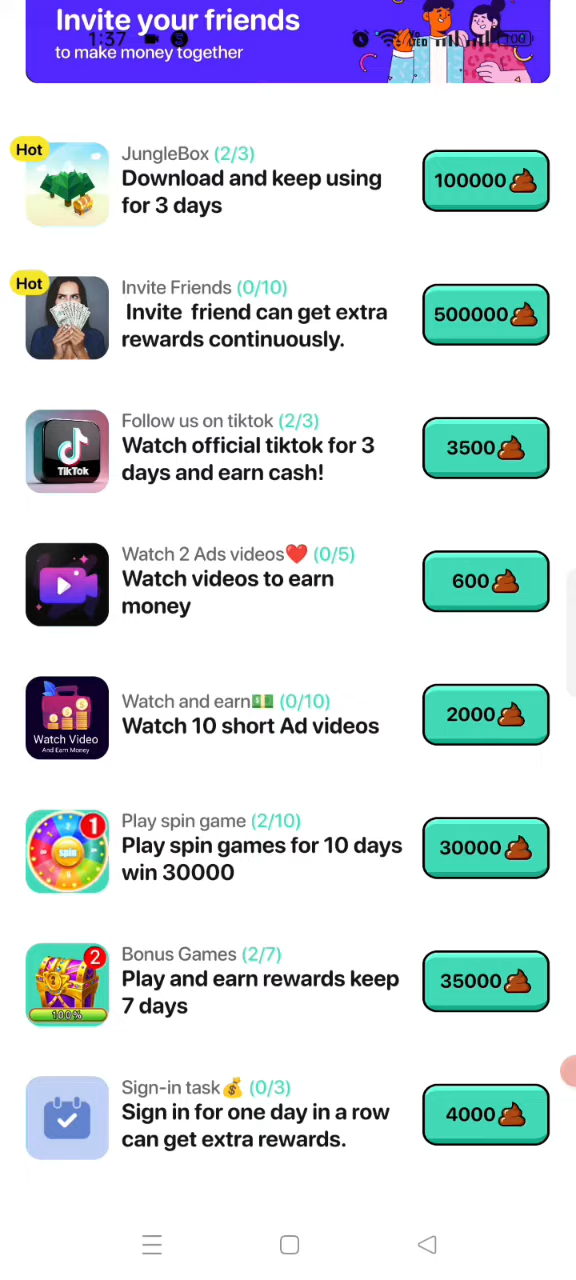 Invite your friends
1:37
to make money together
Hot
JungleBox (2/3)
Download and keep using
for 3 days
100000
Hot
Invite Friends (0/10)
Invite friend can get extra
rewards continuously.
500000
Follow us on tiktok (2/3)
Watch official tiktok for 3
days and earn cash!
3500
TikTok
Watch 2 Ads videos❤️ (0/5)
Watch videos to earn
money
600
Watch and earn💵 (0/10)
Watch 10 short Ad videos
2000
Watch Video
And Earn Money
1
Play spin game (2/10)
Play spin games for 10 days
win 30000
30000
spin
2
Bonus Games (2/7)
Play and earn rewards keep
7 days
35000
100%
Sign-in task💰 (0/3)
Sign in for one day in a row
can get extra rewards.
4000